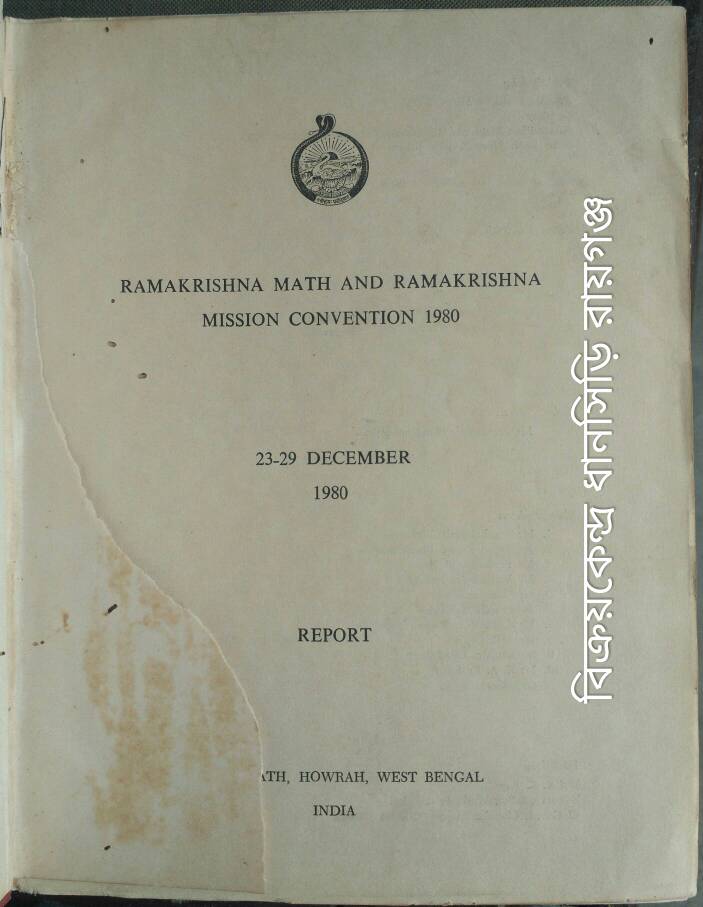 RAMAKRISHNA MATH AND RAMAKRISHNA
MISSION CONVENTION 1980
23-29 DECEMBER
1980
REPORT
ATH, HOWRAH, WEST BENGAL
INDIA
বিক্রয়কেন্দ্র ধানসিড়ি রায়গঞ্জ